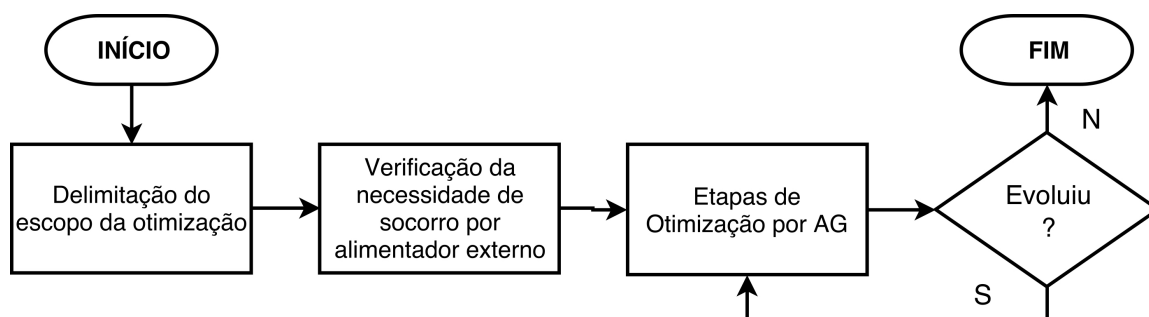 INÍCIO
FIM
N
Delimitação do
escopo da otimização
Verificação da
necessidade de
socorro por
alimentador externo
Etapas de
Otimização por AG
Evoluiu
?
S